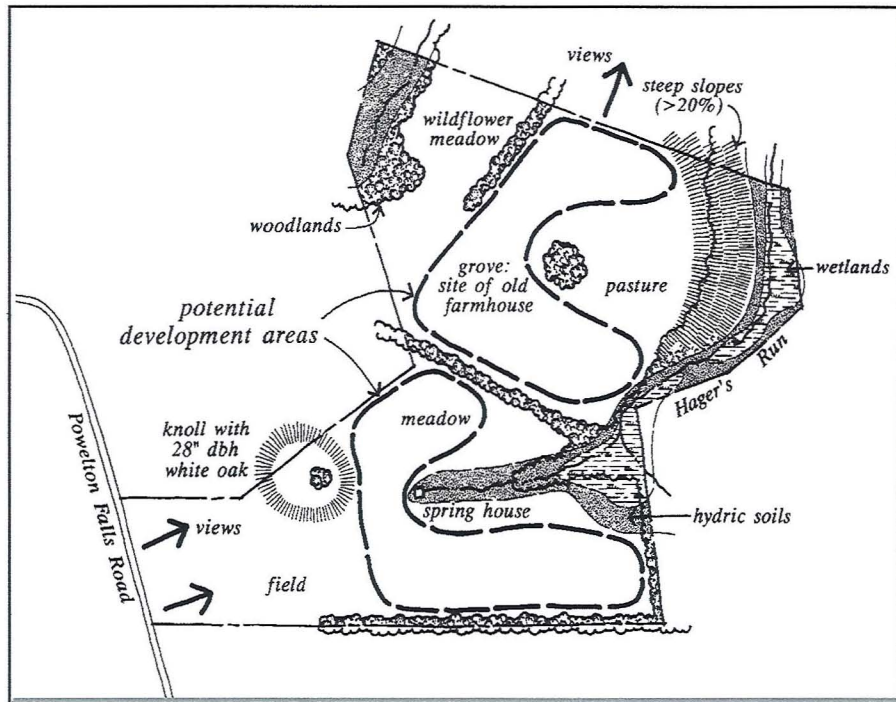 views
steep slopes
(>20%)
wildflower
meadow
woodlands
wetlands
grove:
site of old
farmhouse
pasture
potential
development areas
Hager's
Run
meadow
knoll with
28" dbh
white oak
Powelton Falls Road
views
spring house
hydric soils
field